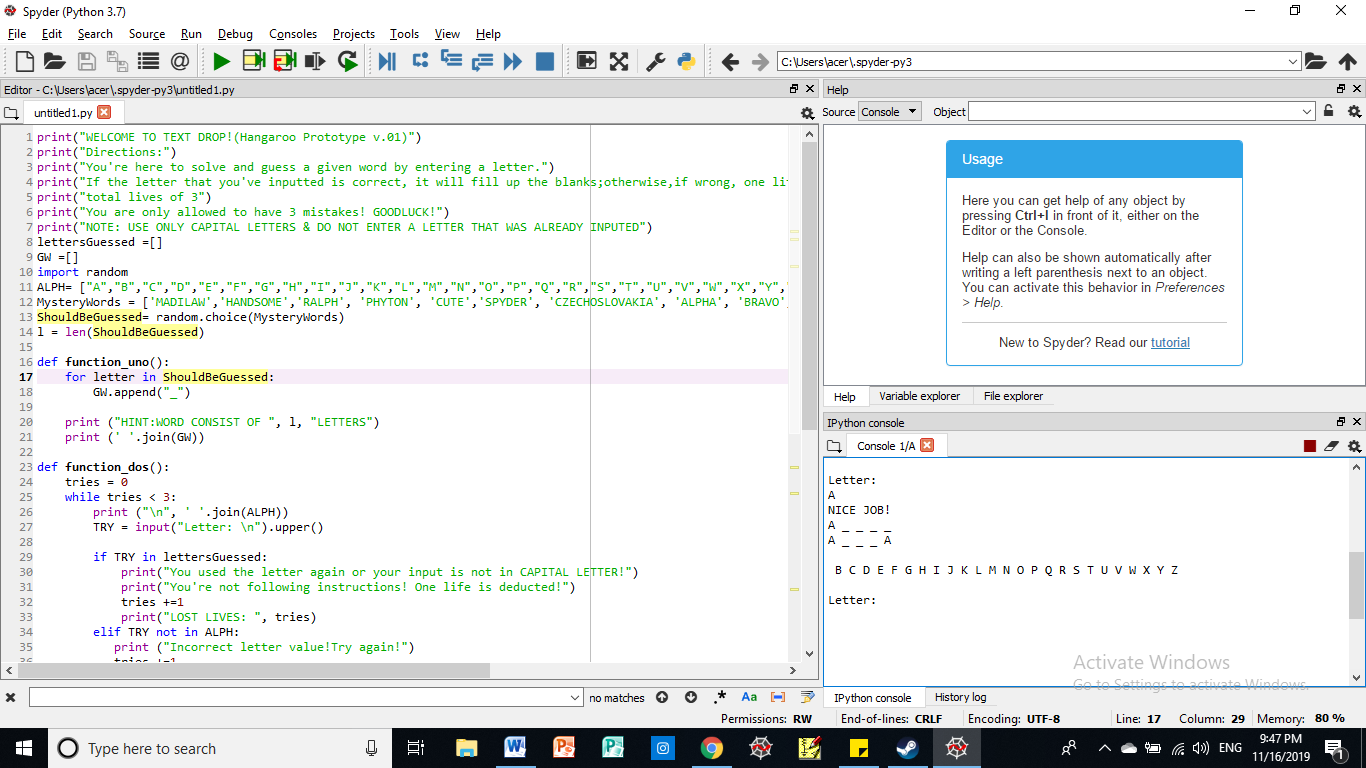 Spyder (Python 3.7)
File Edit Search Source Run Debug Consoles Projects Tools View Help
C:\Users\acer\.spyder-py3
Editor - C:\Users\acer\.spyder-py3\untitled1.py
untitled1.py
1 print("WELCOME TO TEXT DROP!(Hangaroo Prototype v.01)")
2 print("Directions:")
3 print("You're here to solve and guess a given word by entering a letter.")
4 print("If the letter that you've inputted is correct, it will fill up the blanks;otherwise,if wrong, one li
5 print("total lives of 3")
6 print("You are only allowed to have 3 mistakes! GOODLUCK!")
7 print("NOTE: USE ONLY CAPITAL LETTERS & DO NOT ENTER A LETTER THAT WAS ALREADY INPUTED")
8 lettersGuessed =[]
9 GW =[]
10 import random
11 ALPH= ["A","B","C","D","E","F","G","H","I","J","K","L","M","N","O","P","Q","R","S","T","U","V","W","X","Y",
12 MysteryWords = ['MADILAW','HANDSOME','RALPH', 'PHYTON', 'CUTE','SPYDER', 'CZECHOSLOVAKIA', 'ALPHA', 'BRAVO',
13 ShouldBeGuessed= random.choice(MysteryWords)
14 l = len(ShouldBeGuessed)
15
16 def function_uno():
17 for letter in ShouldBeGuessed:
18 GW.append("_")
19
20 print ("HINT:WORD CONSIST OF ", l, "LETTERS")
21 print (' '.join(GW))
22
23 def function_dos():
24 tries = 0
25 while tries < 3:
26 print ("\n", ' '.join(ALPH))
27 TRY = input("Letter: \n").upper()
28
29 if TRY in lettersGuessed:
30 print("You used the letter again or your input is not in CAPITAL LETTER!")
31 print("You're not following instructions! One life is deducted!")
32 tries +=1
33 print("LOST LIVES: ", tries)
34 elif TRY not in ALPH:
35 print ("Incorrect letter value!Try again!")
36 tries +=1
no matches
Aa
Help
Source Console Object
Usage
Here you can get help of any object by
pressing Ctrl+I in front of it, either on the
Editor or the Console.
Help can also be shown automatically after
writing a left parenthesis next to an object.
You can activate this behavior in Preferences
> Help.
New to Spyder? Read our tutorial
Help Variable explorer File explorer
IPython console
Console 1/A
Letter:
A
NICE JOB!
A _ _ _ _
A _ _ _ A
B C D E F G H I J K L M N O P Q R S T U V W X Y Z
Letter:
Activate Windows
Go to Settings to activate Windows.
IPython console History log
Permissions: RW End-of-lines: CRLF Encoding: UTF-8 Line: 17 Column: 29 Memory: 80 %
Type here to search
ENG
9:47 PM
11/16/2019
1